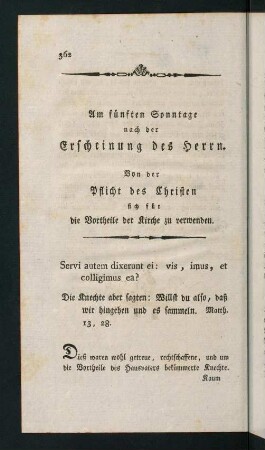 362
Am fünften Sonntage
nach der
Erscheinung des Herrn.
Von der
Pflicht des Christen
sich für
die Vortheile der Kirche zu verwenden.
Servi autem dixerunt ei: vis, imus, et
colligimus ea?
Die Knechte aber sagten: Willst du also, daß
wir hingehen und es sammeln. Matth.
13, 28.
Dieß waren wohl getreue, rechtschaffene, und um
die Vortheile des Hausvaters bekümmerte Knechte.
Kaum